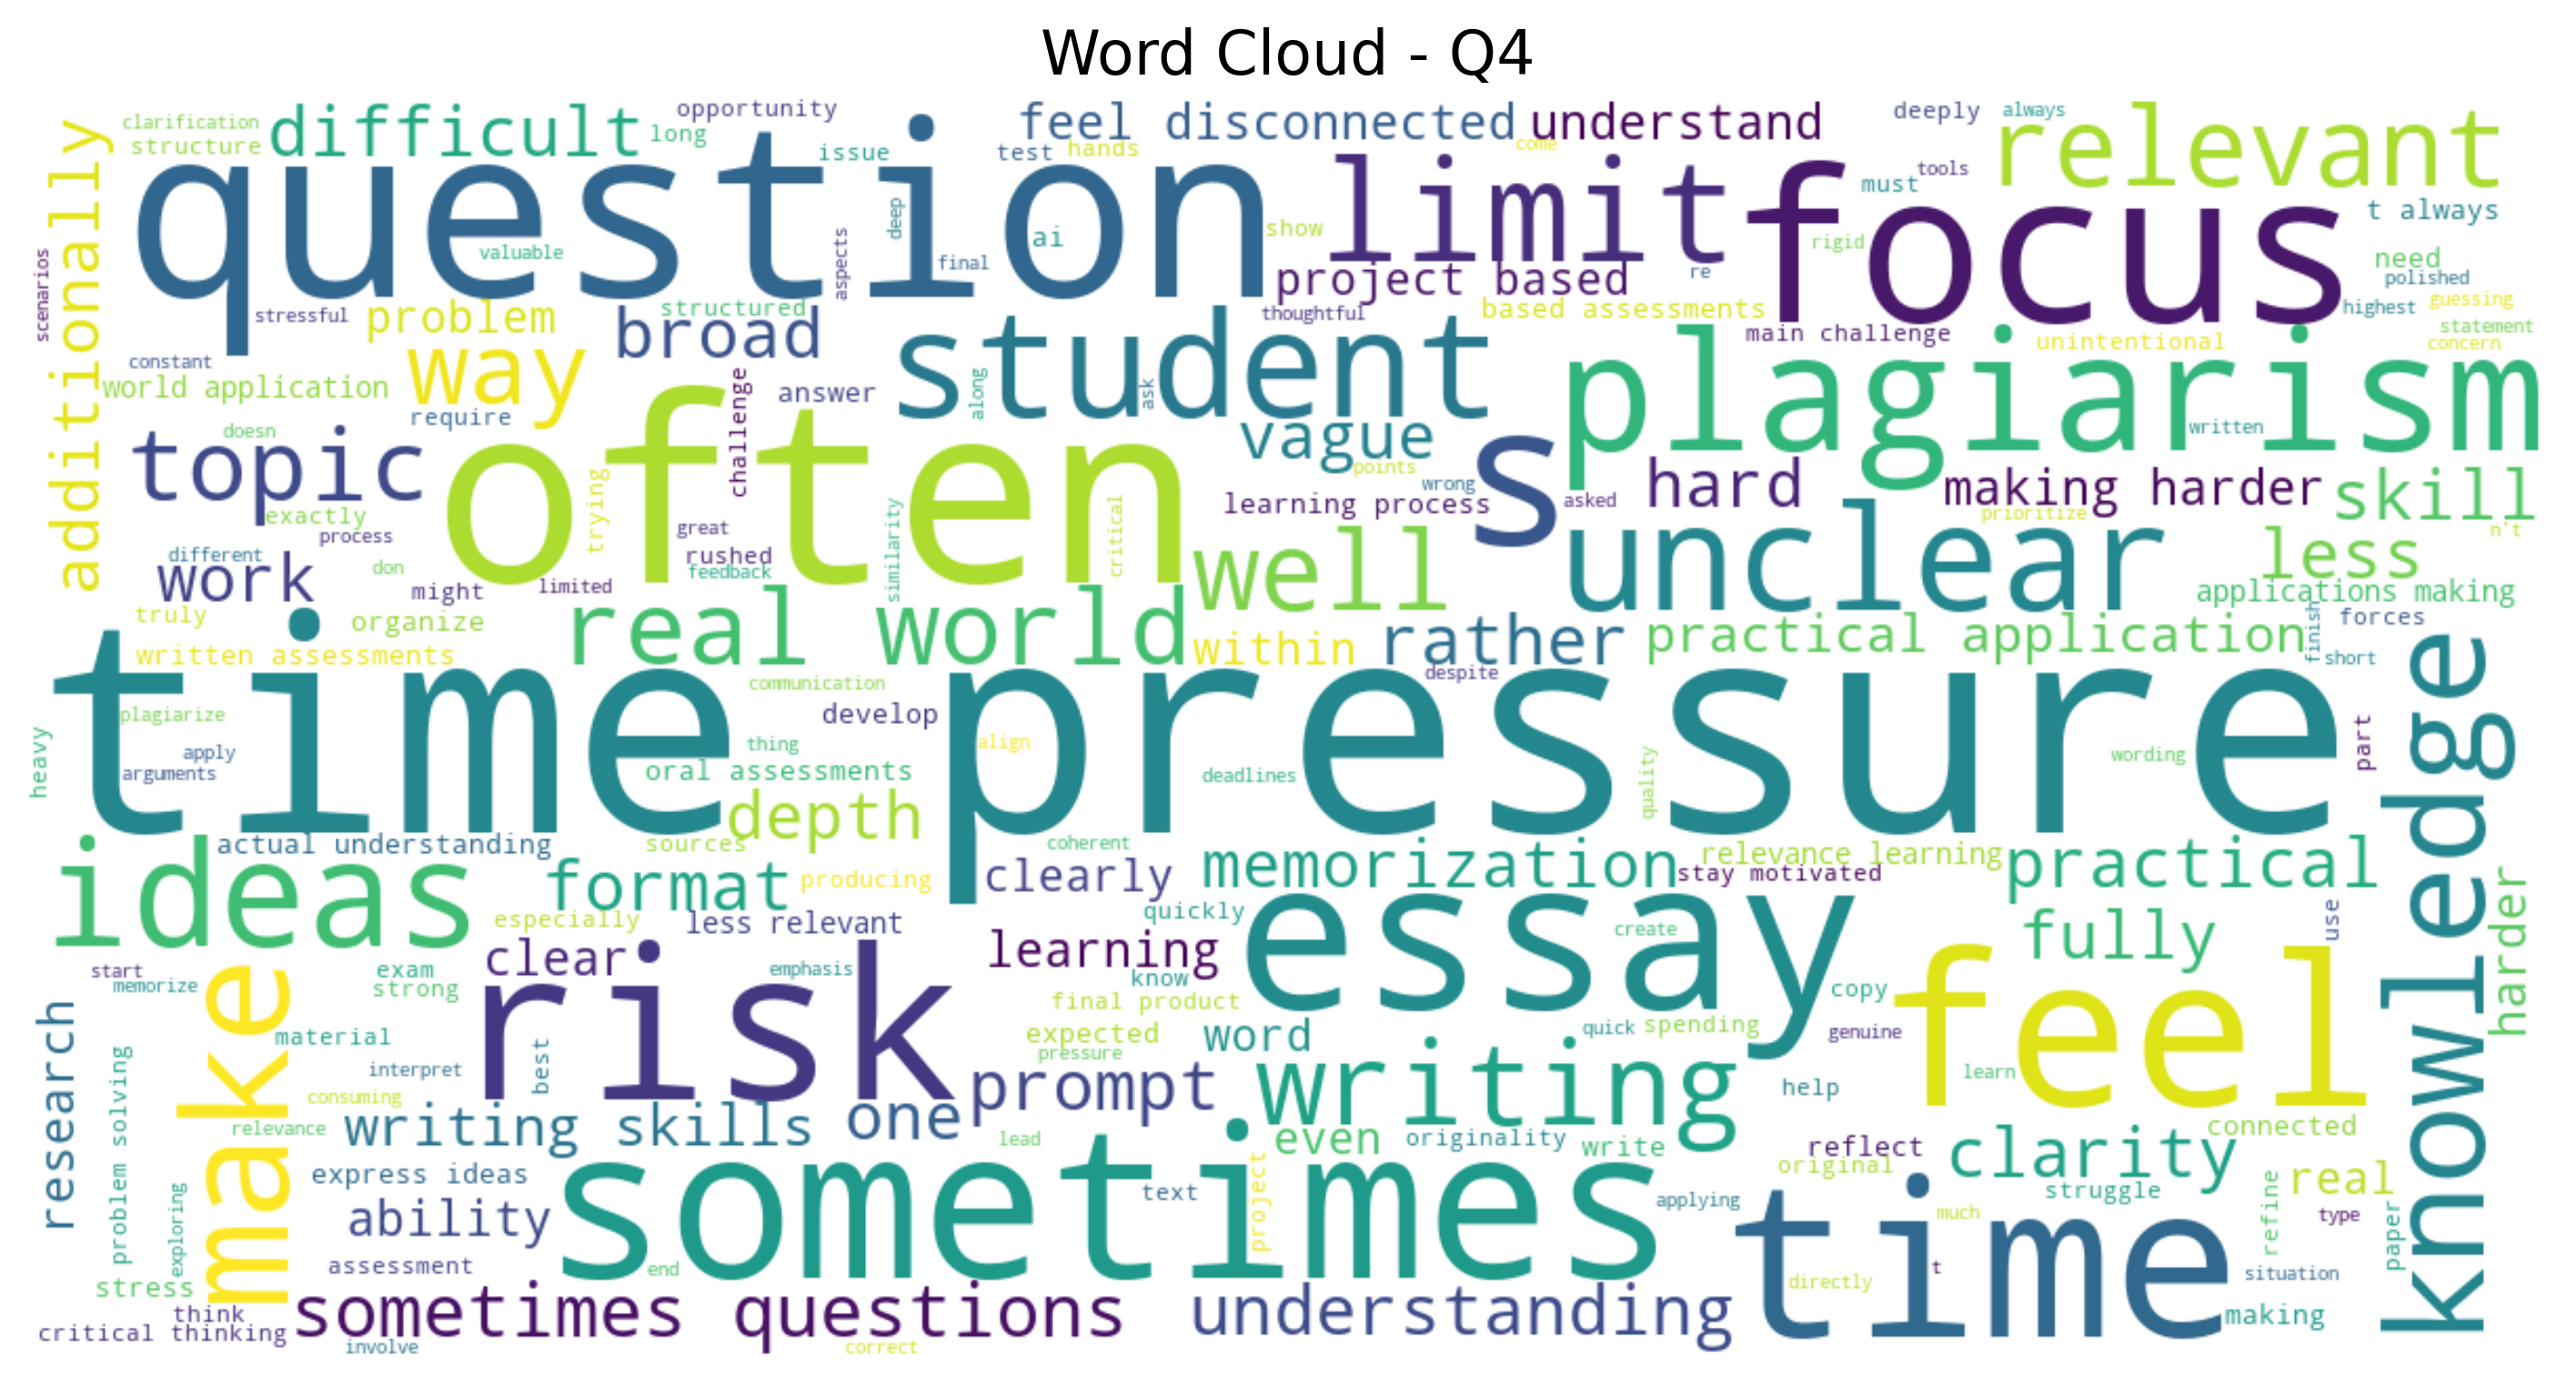 Word Cloud - Q4
clarification
structure
difficult
long
opportunity
issue
feel disconnected
understand
test
hands
come
deeply
always
relevant
additionally
question
limit
focus
must
tools
t always
scenarios
valuable
aspects
deep
final
ai
show
rigid
need
polished
project based
re
stressful
problem
structured
broad
thoughtful
based assessments
highest
guessing
main challenge
unintentional
statement
concern
constant
way
student
plagiarism
world application
require
challenge
answer
along
ask
vague
written
doesn
topic
often
points
wrong
s
hard
making harder
skill
exactly
trying
similarity
critical
learning process
asked
prioritize
n't
process
great
different
work
rushed
feedback
well
unclear
less
don
might
limited
applications making
truly
organize
real world
within
rather
practical application
finish
forces
written assessments
despite
short
time pressure
knowledge
communication
plagiarize
develop
heavy
apply
arguments
thing
align
oral assessments
deadlines
quality
wording
part
depth
actual understanding
sources
coherent
ideas
format
producing
clearly
memorization
relevance learning
stay motivated
practical
especially
less relevant
quickly
essay
create
fully
use
harder
clear
learning
start
memorize
exam
strong
emphasis
know
risk
final product
copy
feel
research
make
material
expected
pressure
word
quick
spending
genuine
problem solving
interpret
best
consuming
prompt
writing
help
learn
relevance
writing skills
one
lead
even
originality
write
reflect
original
clarity
connected
exploring
express ideas
ability
sometimes
text
project
applying
struggle
real
much
refine
type
paper
assessment
end
time
t
directly
situation
stress
think
critical thinking
sometimes questions
understanding
making
involve
correct